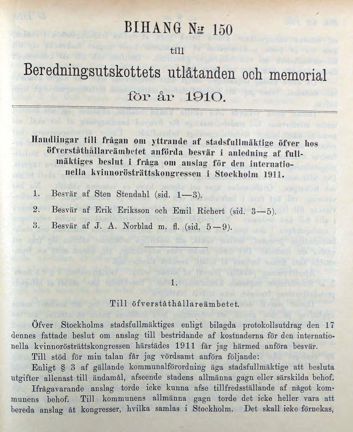 BIHANG Nr 150
till
Beredningsutskottets utlåtanden och memorial
för år 1910.
Handlingar till frågan om yttrande af stadsfullmäktige öfver hos
öfverståthållareämbetet anförda besvär i anledning af full-
mäktiges beslut i fråga om anslag för den internatio-
nella kvinnorösträttskongressen i Stockholm 1911.
1. Besvär af Sten Stendahl (sid. 1—3).
2. Besvär af Erik Eriksson och Emil Richert (sid. 3—5).
3. Besvär af J. A. Norblad m. fl. (sid. 5—9).
1.
Till öfverståthållareämbetet.
Öfver Stockholms stadsfullmäktiges enligt bilagda protokollsutdrag den 17
dennes fattade beslut om anslag till bestridande af kostnaderna för den internatio-
nella kvinnorösträttskongressen härstädes 1911 får jag härmed anföra besvär.
Till stöd för min talan får jag vördsamt anföra följande:
Enligt § 3 af gällande kommunalförordning äga stadsfullmäktige att besluta
utgifter allenast till ändamål, afseende stadens allmänna gagn eller särskilda behof.
Ifrågavarande anslag torde icke kunna afse tillfredsställande af något kom-
munens behof. Till kommunens allmänna gagn torde det icke heller vara att
bereda anslag åt kongresser, hvilka samlas i Stockholm. Det skall icke förnekas,